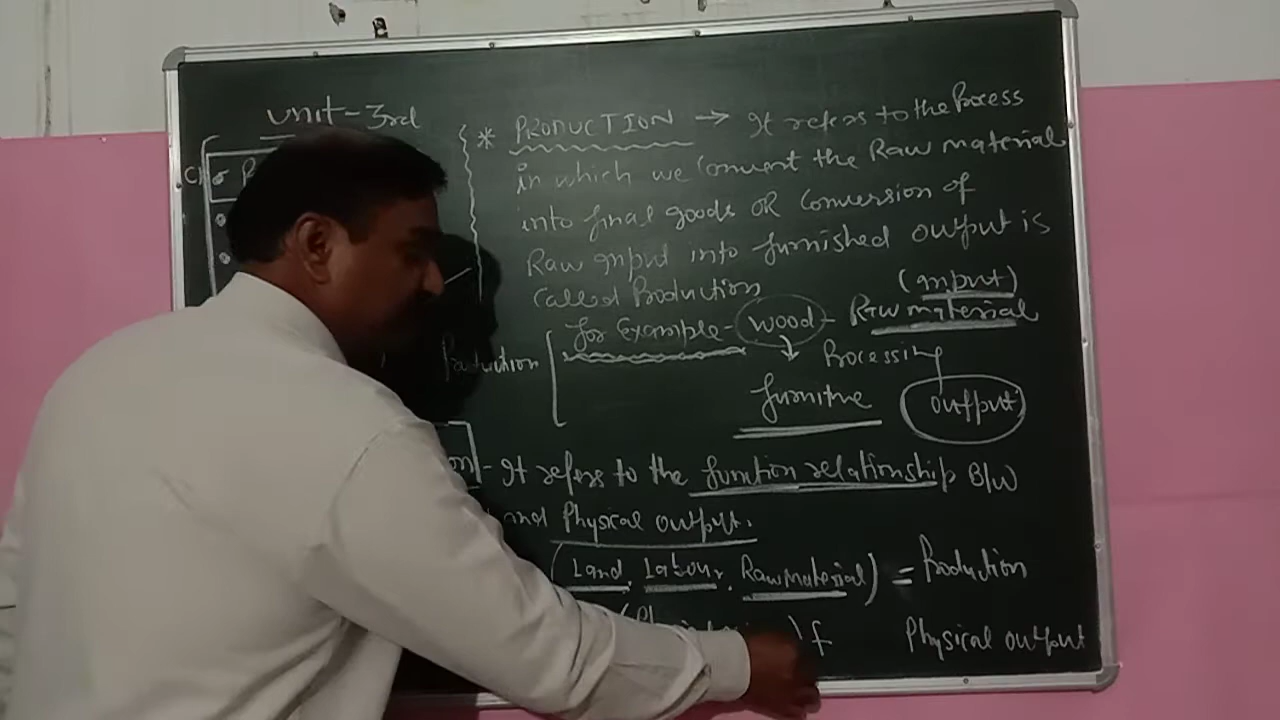 Unit-3rd
* PRODUCTION → It refers to the Process
in which we Convert the Raw material
into final goods OR Conversion of
Raw input into furnished output is
Called Production
(input)
for Example- wood - Raw material
Production
↓ Processing
furniture output
on - It refers to the function relationship B/W
and Physical output.
(Land, Labour, Raw Material) = Production
f Physical output